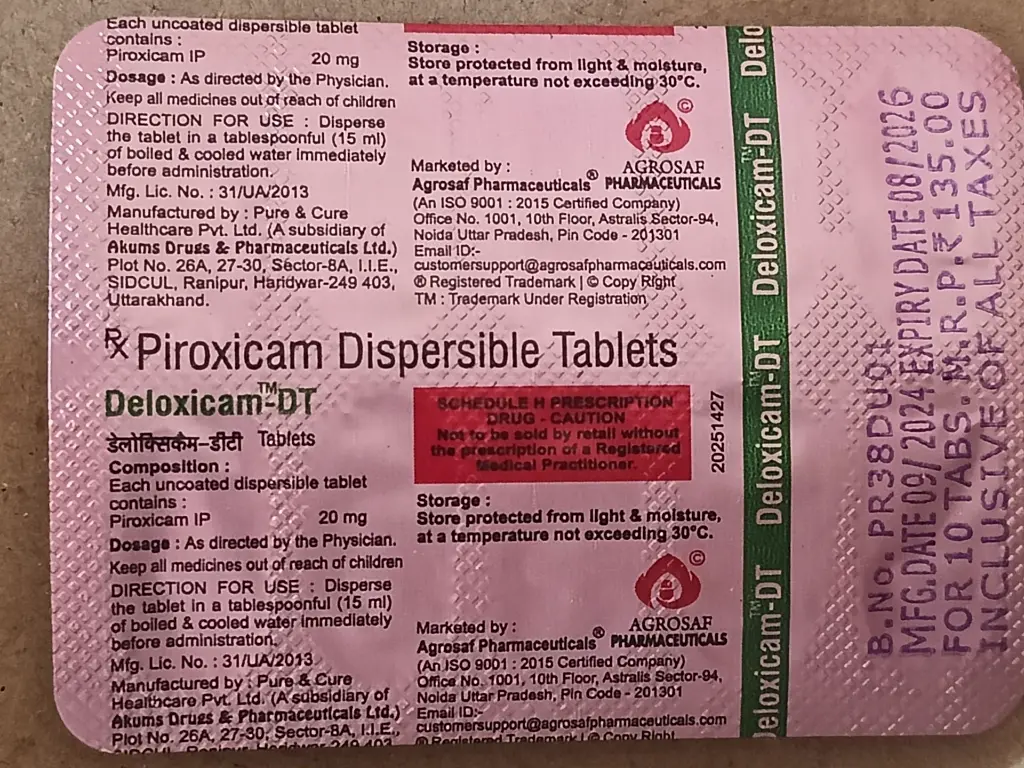 Each uncoated dispersible tablet
contains :
Piroxicam IP 20 mg
Dosage : As directed by the Physician.
Keep all medicines out of reach of children
DIRECTION FOR USE : Disperse
the tablet in a tablespoonful (15 ml)
of boiled & cooled water immediately
before administration.
Mfg. Lic. No. : 31/UA/2013
Manufactured by : Pure & Cure
Healthcare Pvt. Ltd. (A subsidiary of
Akums Drugs & Pharmaceuticals Ltd.)
Plot No. 26A, 27-30, Sector-8A, I.I.E.,
SIDCUL, Ranipur, Haridwar-249 403,
Uttarakhand.
Storage :
Store protected from light & moisture,
at a temperature not exceeding 30°C.
©
AGROSAF
PHARMACEUTICALS
Marketed by :
Agrosaf Pharmaceuticals®
(An ISO 9001 : 2015 Certified Company)
Office No. 1001, 10th Floor, Astralis Sector-94,
Noida Uttar Pradesh, Pin Code - 201301
Email ID:-
customersupport@agrosafpharmaceuticals.com
® Registered Trademark | © Copy Right
TM : Trademark Under Registration
Rx Piroxicam Dispersible Tablets
Deloxicam™-DT
डेलोक्सिकैम-डीटी Tablets
Composition :
Each uncoated dispersible tablet
contains :
Piroxicam IP 20 mg
Dosage : As directed by the Physician.
Keep all medicines out of reach of children
DIRECTION FOR USE : Disperse
the tablet in a tablespoonful (15 ml)
of boiled & cooled water immediately
before administration.
Mfg. Lic. No. : 31/UA/2013
Manufactured by : Pure & Cure
Healthcare Pvt. Ltd. (A subsidiary of
Akums Drugs & Pharmaceuticals Ltd.)
Plot No. 26A, 27-30, Sector-8A, I.I.E.,
SIDCUL, Ranipur, Haridwar-249 403,
SCHEDULE H PRESCRIPTION
DRUG - CAUTION
Not to be sold by retail without
the prescription of a Registered
Medical Practitioner.
20251427
Storage :
Store protected from light & moisture,
at a temperature not exceeding 30°C.
©
AGROSAF
PHARMACEUTICALS
Marketed by :
Agrosaf Pharmaceuticals®
(An ISO 9001 : 2015 Certified Company)
Office No. 1001, 10th Floor, Astralis Sector-94,
Noida Uttar Pradesh, Pin Code - 201301
Email ID:-
customersupport@agrosafpharmaceuticals.com
® Registered Trademark | © Copy Right
Deloxicam™-DT Deloxicam™-DT Deloxicam™-DT Delo
B.No. PR38DU01
MFG.DATE 09/2024 EXPIRY DATE 08/2026
FOR 10 TABS. M.R.P. ₹ 135.00
INCLUSIVE OF ALL TAXES